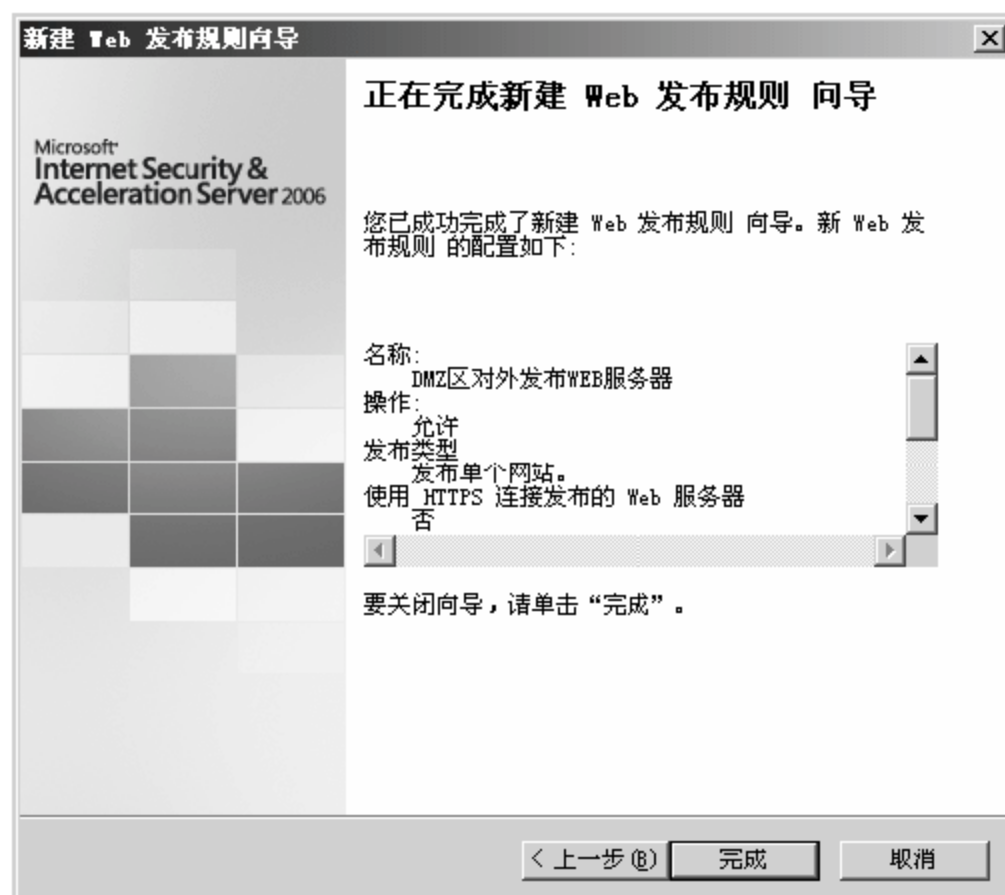 新建 Web 发布规则向导
Microsoft
Internet Security &
Acceleration Server 2006
正在完成新建 Web 发布规则 向导
您已成功完成了新建 Web 发布规则 向导。新 Web 发
布规则 的配置如下:
名称:
DMZ区对外发布WEB服务器
操作:
允许
发布类型
发布单个网站。
使用 HTTPS 连接发布的 Web 服务器
否
要关闭向导，请单击“完成”。
< 上一步(B)
完成
取消